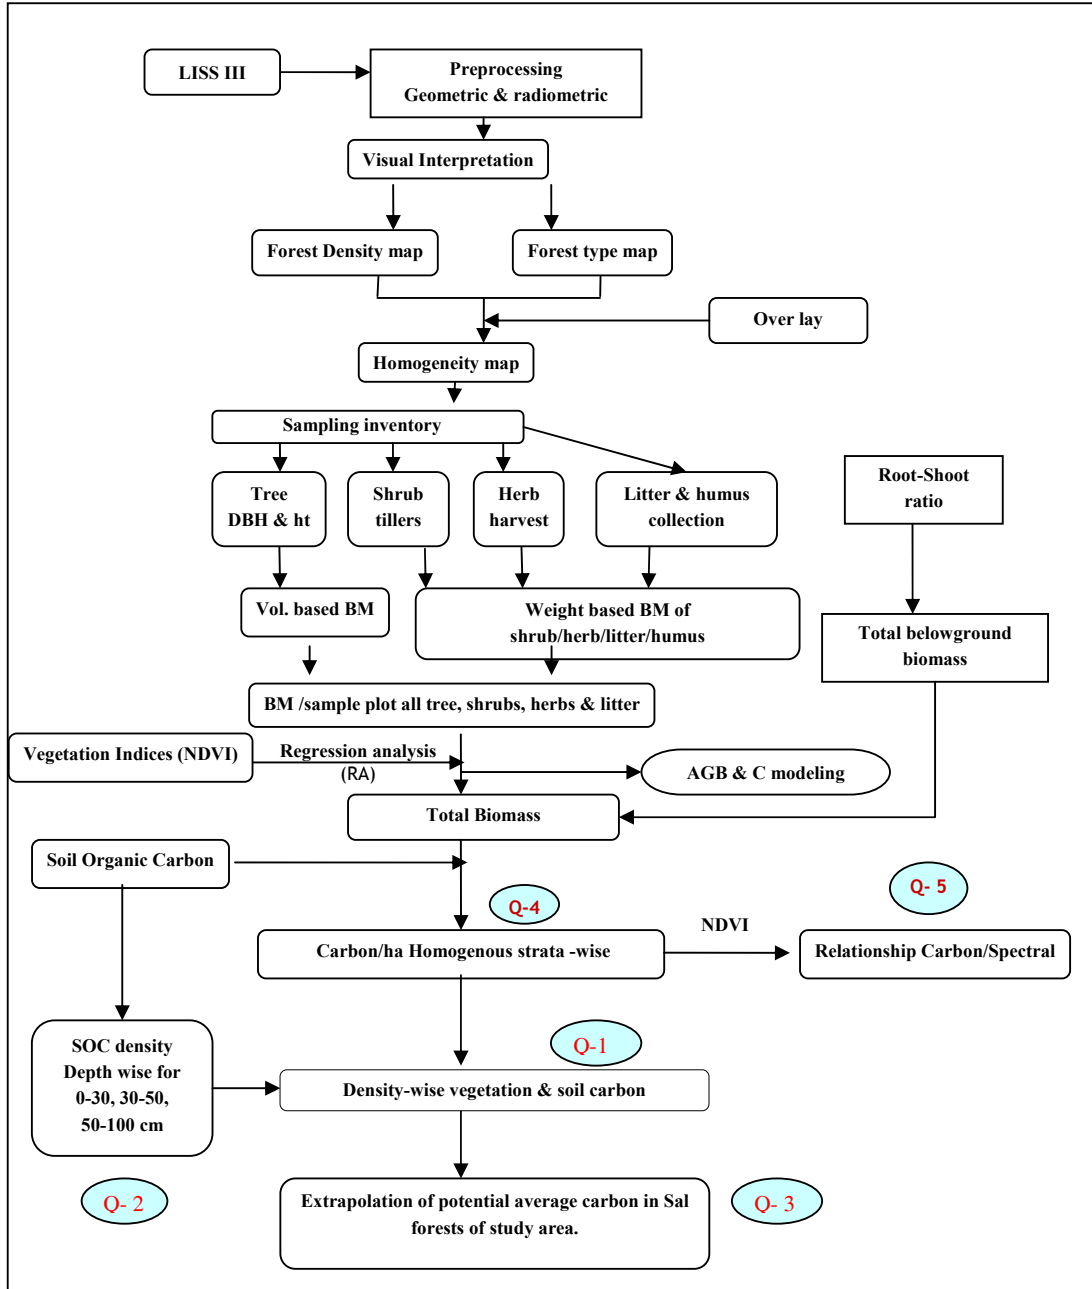 LISS III
Preprocessing
Geometric & radiometric
Visual Interpretation
Forest Density map
Forest type map
Over lay
Homogeneity map
Sampling inventory
Tree
DBH & ht
Shrub
tillers
Herb
harvest
Litter & humus
collection
Root-Shoot
ratio
Vol. based BM
Weight based BM of
shrub/herb/litter/humus
Total belowground
biomass
BM /sample plot all tree, shrubs, herbs & litter
Vegetation Indices (NDVI)
Regression analysis
(RA)
AGB & C modeling
Total Biomass
Soil Organic Carbon
Q-4
Q- 5
NDVI
Carbon/ha Homogenous strata -wise
Relationship Carbon/Spectral
SOC density
Depth wise for
0-30, 30-50,
50-100 cm
Q-1
Density-wise vegetation & soil carbon
Q- 2
Extrapolation of potential average carbon in Sal
forests of study area.
Q- 3